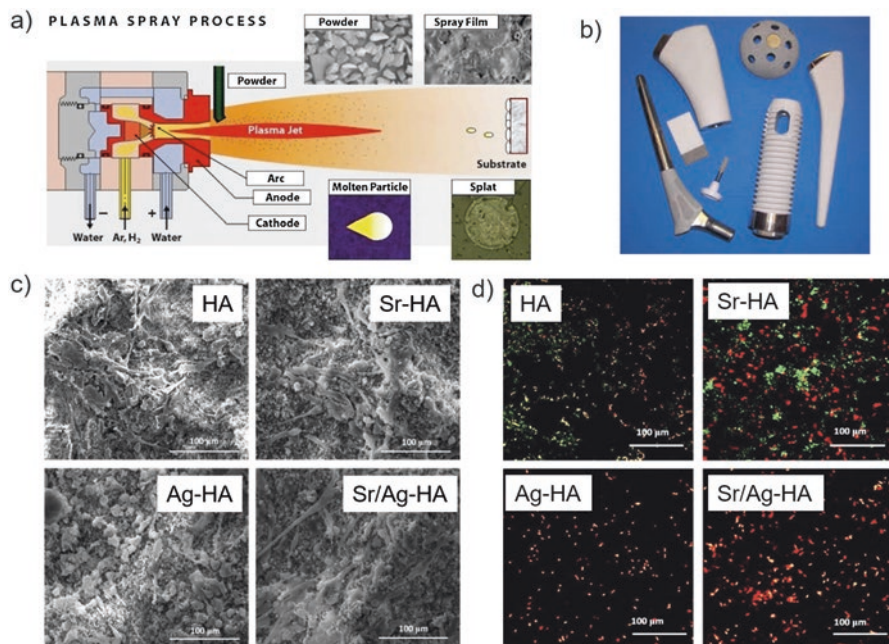 a) PLASMA SPRAY PROCESS
Powder
Spray Film
Powder
Plasma Jet
Substrate
Arc
Anode
Cathode
Molten Particle
Splat
− +
Water Ar, H2 Water
b)
c)
HA
100 µm
Sr-HA
100 µm
Ag-HA
100 µm
Sr/Ag-HA
100 µm
d)
HA
100 µm
Sr-HA
100 µm
Ag-HA
100 µm
Sr/Ag-HA
100 µm